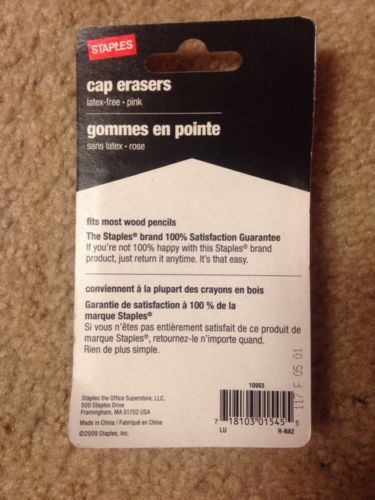 STAPLES
cap erasers
latex-free • pink
gommes en pointe
sans latex • rose
fits most wood pencils
The Staples® brand 100% Satisfaction Guarantee
If you're not 100% happy with this Staples® brand
product, just return it anytime. It's that easy.
conviennent à la plupart des crayons en bois
Garantie de satisfaction à 100 % de la
marque Staples®
Si vous n'êtes pas entièrement satisfait de ce produit de
marque Staples®, retournez-le n'importe quand.
Rien de plus simple.
Staples the Office Superstore, LLC.
500 Staples Drive
Framingham, MA 01702 USA
Made in China / Fabriqué en Chine
©2009 Staples, Inc.
10903
7 18103 01545 5
LU R-NA2
117 F 05 01